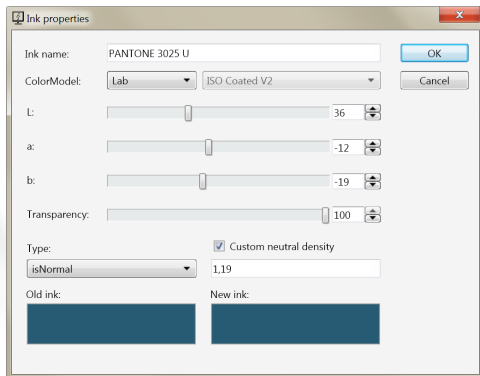 Ink properties
Ink name: PANTONE 3025 U OK
ColorModel: Lab ISO Coated V2 Cancel
L: 36
a: -12
b: -19
Transparency: 100
Type: Custom neutral density
isNormal 1,19
Old ink: New ink: